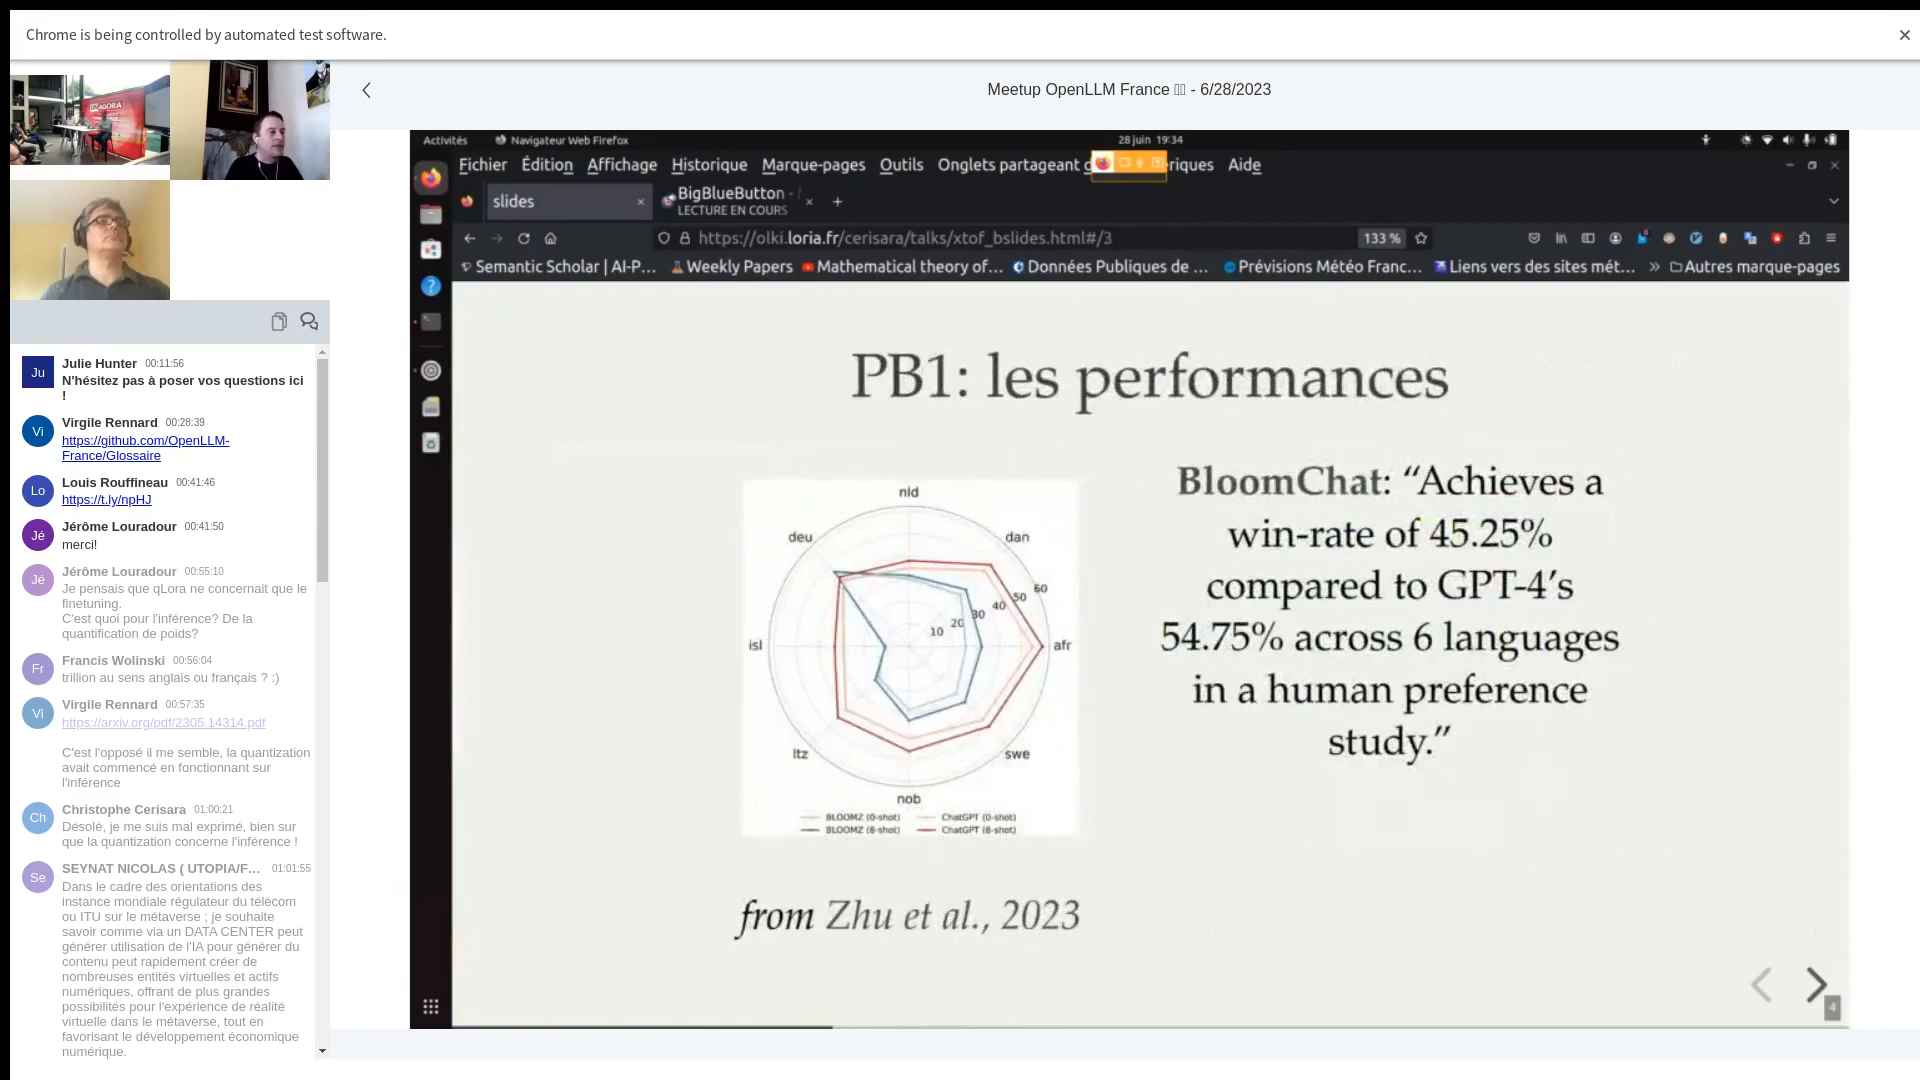 Chrome is being controlled by automated test software.
Meetup OpenLLM France - 6/28/2023
Julie Hunter 00:11:56
Ju
N'hésitez pas à poser vos questions ici
!
Virgile Rennard 00:28:39
Vi
https://github.com/OpenLLM-
France/Glossaire
Louis Rouffineau 00:41:46
Lo
https://t.ly/npHJ
Jérôme Louradour 00:41:50
Jé
merci!
Jérôme Louradour 00:55:10
Jé
Je pensais que qLora ne concernait que le
finetuning.
C'est quoi pour l'inférence? De la
quantification de poids?
Francis Wolinski 00:56:04
Fr
trillion au sens anglais ou français ? :)
Virgile Rennard 00:57:35
Vi
https://arxiv.org/pdf/2305.14314.pdf
C'est l'opposé il me semble, la quantization
avait commencé en fonctionnant sur
l'inférence
Christophe Cerisara 01:00:21
Ch
Désolé, je me suis mal exprimé, bien sur
que la quantization concerne l'inférence !
SEYNAT NICOLAS ( UTOPIA/F... 01:01:55
Se
Dans le cadre des orientations des
instance mondiale régulateur du télécom
ou ITU sur le métaverse ; je souhaite
savoir comme via un DATA CENTER peut
générer utilisation de l'IA pour générer du
contenu peut rapidement créer de
nombreuses entités virtuelles et actifs
numériques, offrant de plus grandes
possibilités pour l'expérience de réalité
virtuelle dans le métaverse, tout en
favorisant le développement économique
numérique.
Activités Navigateur Web Firefox 28 juin 19:34
Fichier Édition Affichage Historique Marque-pages Outils Onglets partageant riques Aide
slides
BigBlueButton -
LECTURE EN COURS
https://olki.loria.fr/cerisara/talks/xtof_bslides.html#/3 133 %
Semantic Scholar | AI-P... Weekly Papers Mathematical theory of... Données Publiques de ... Prévisions Météo Franc... Liens vers des sites mét... Autres marque-pages
PB1: les performances
nld
deu dan
60
50
40
30
20
10
isl afr
ltz swe
nob
BLOOMZ (0-shot) ChatGPT (0-shot)
BLOOMZ (8-shot) ChatGPT (8-shot)
BloomChat: “Achieves a
win-rate of 45.25%
compared to GPT-4’s
54.75% across 6 languages
in a human preference
study.”
from Zhu et al., 2023
4